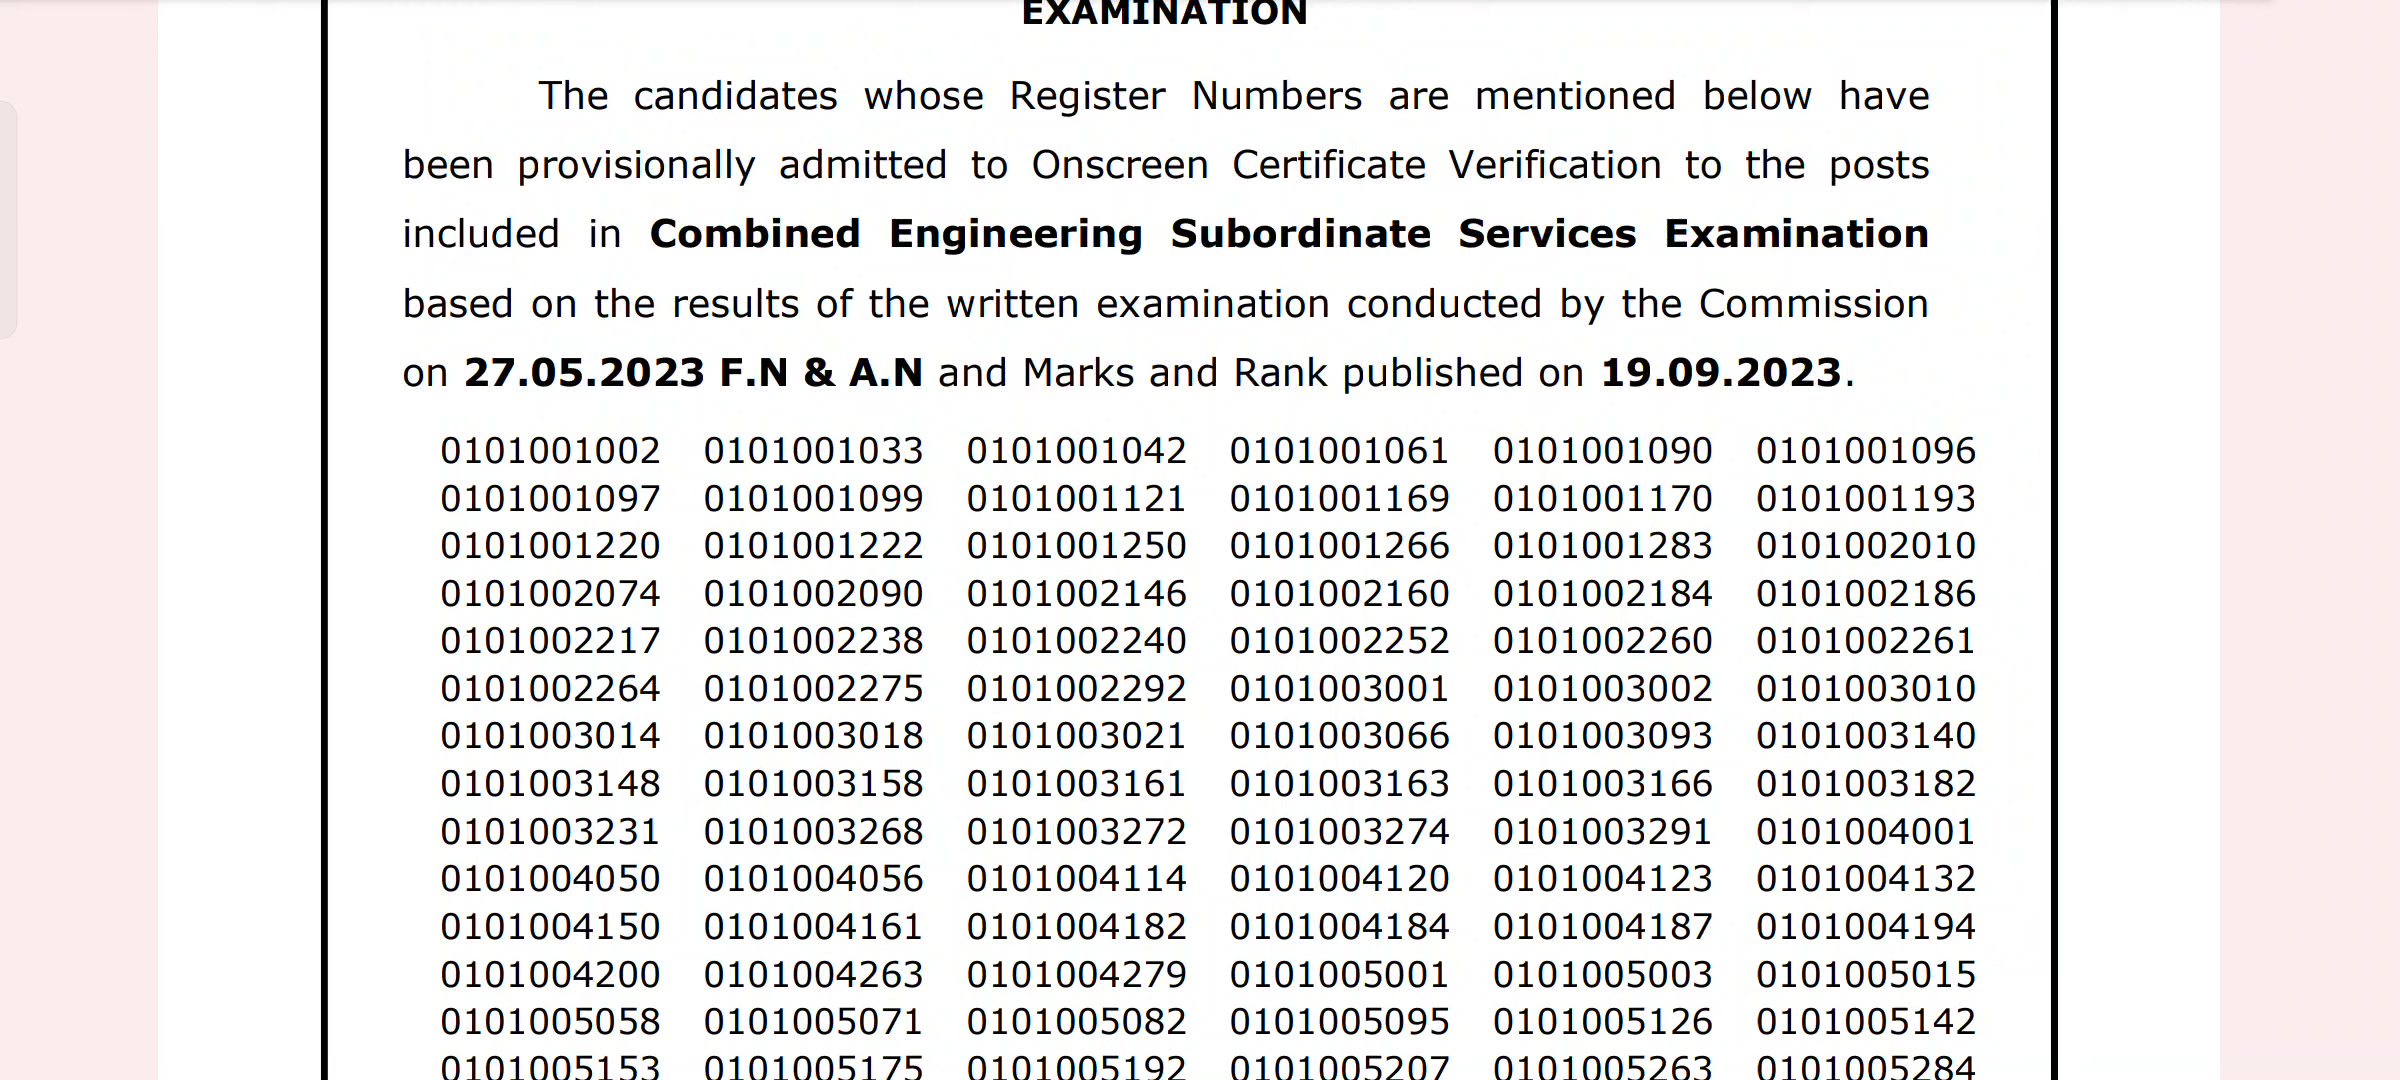 EXAMINATION
The candidates whose Register Numbers are mentioned below have
been provisionally admitted to Onscreen Certificate Verification to the posts
included in Combined Engineering Subordinate Services Examination
based on the results of the written examination conducted by the Commission
on 27.05.2023 F.N & A.N and Marks and Rank published on 19.09.2023.
0101001002 0101001033 0101001042 0101001061 0101001090 0101001096
0101001097 0101001099 0101001121 0101001169 0101001170 0101001193
0101001220 0101001222 0101001250 0101001266 0101001283 0101002010
0101002074 0101002090 0101002146 0101002160 0101002184 0101002186
0101002217 0101002238 0101002240 0101002252 0101002260 0101002261
0101002264 0101002275 0101002292 0101003001 0101003002 0101003010
0101003014 0101003018 0101003021 0101003066 0101003093 0101003140
0101003148 0101003158 0101003161 0101003163 0101003166 0101003182
0101003231 0101003268 0101003272 0101003274 0101003291 0101004001
0101004050 0101004056 0101004114 0101004120 0101004123 0101004132
0101004150 0101004161 0101004182 0101004184 0101004187 0101004194
0101004200 0101004263 0101004279 0101005001 0101005003 0101005015
0101005058 0101005071 0101005082 0101005095 0101005126 0101005142
0101005153 0101005175 0101005192 0101005207 0101005263 0101005284